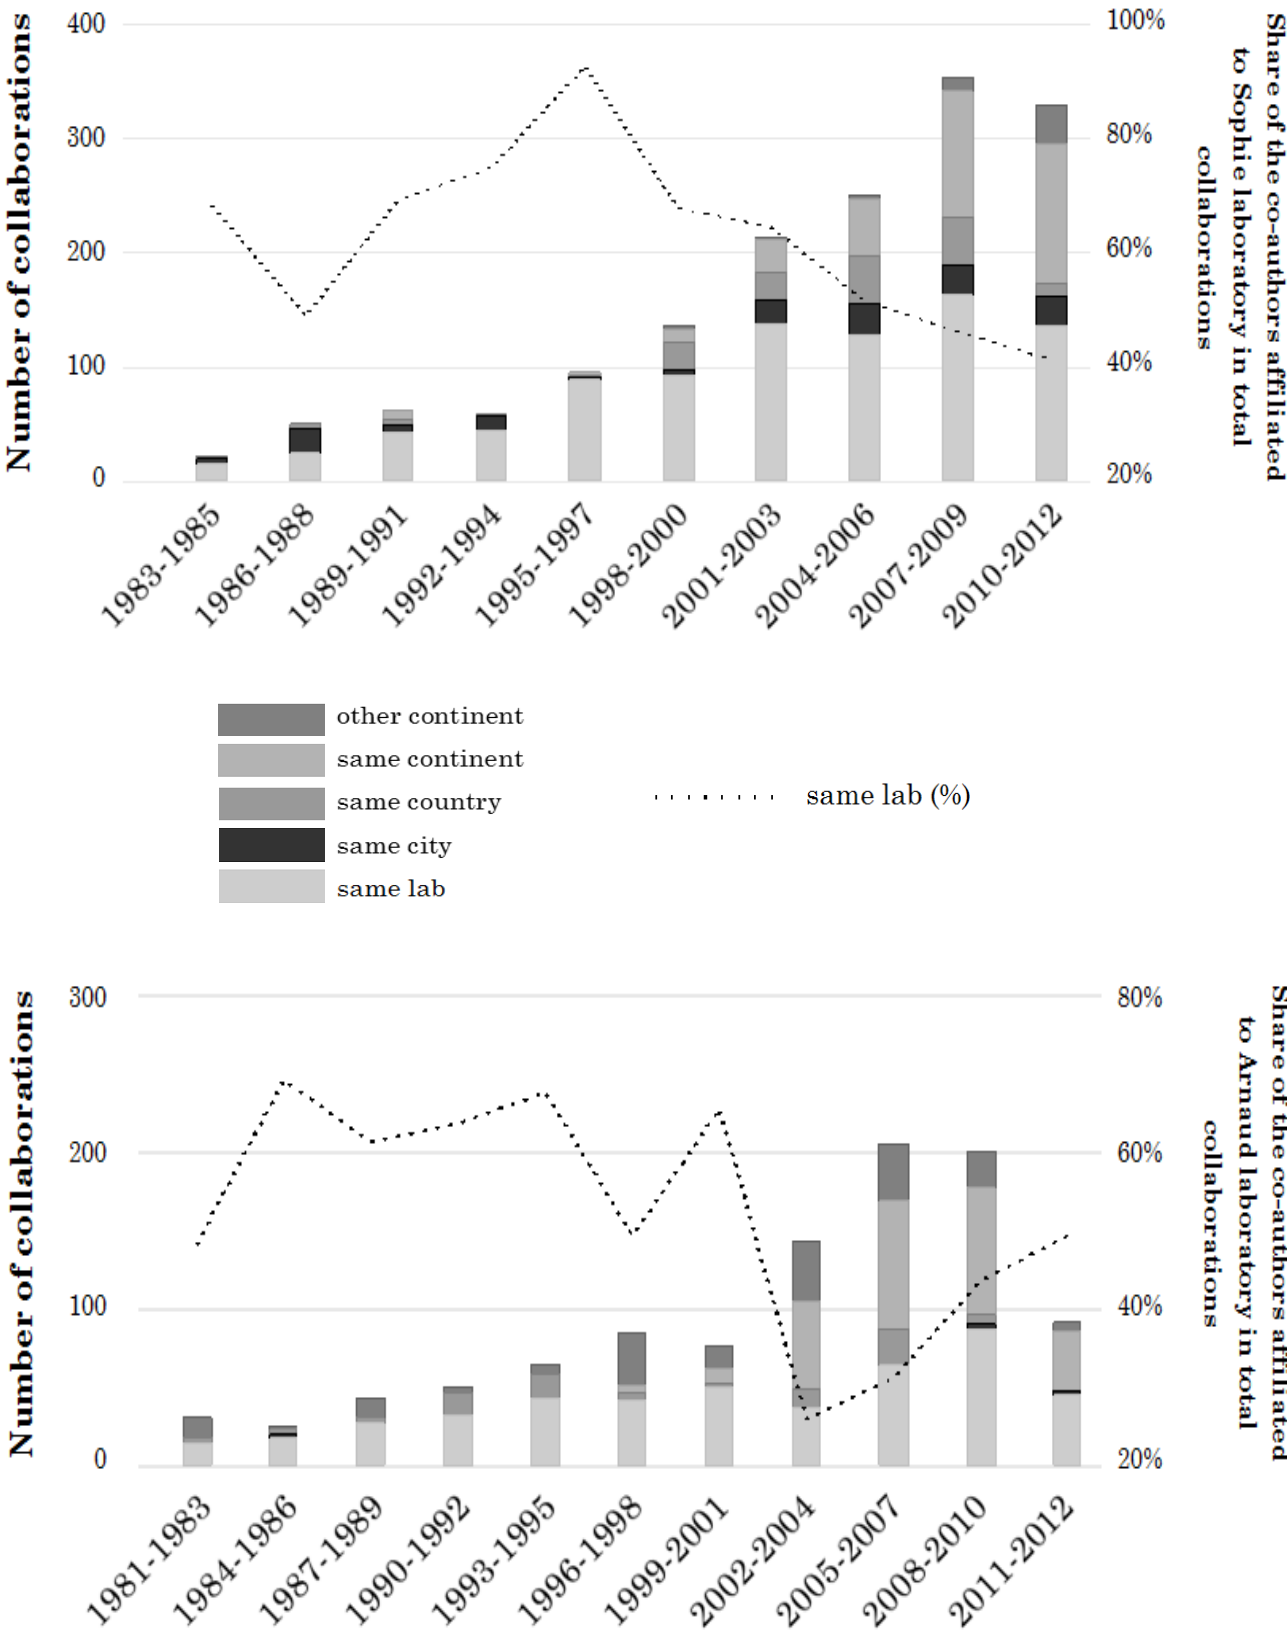 Number of collaborations
400
300
200
100
0
100%
80%
60%
40%
20%
Share of the co-authors affiliated
to Sophie laboratory in total
collaborations
1983-1985
1986-1988
1989-1991
1992-1994
1995-1997
1998-2000
2001-2003
2004-2006
2007-2009
2010-2012
other continent
same continent
same country
same city
same lab
same lab (%)
Number of collaborations
300
200
100
0
80%
60%
40%
20%
Share of the co-authors affiliated
to Arnaud laboratory in total
collaborations
1981-1983
1984-1986
1987-1989
1990-1992
1993-1995
1996-1998
1999-2001
2002-2004
2005-2007
2008-2010
2011-2012